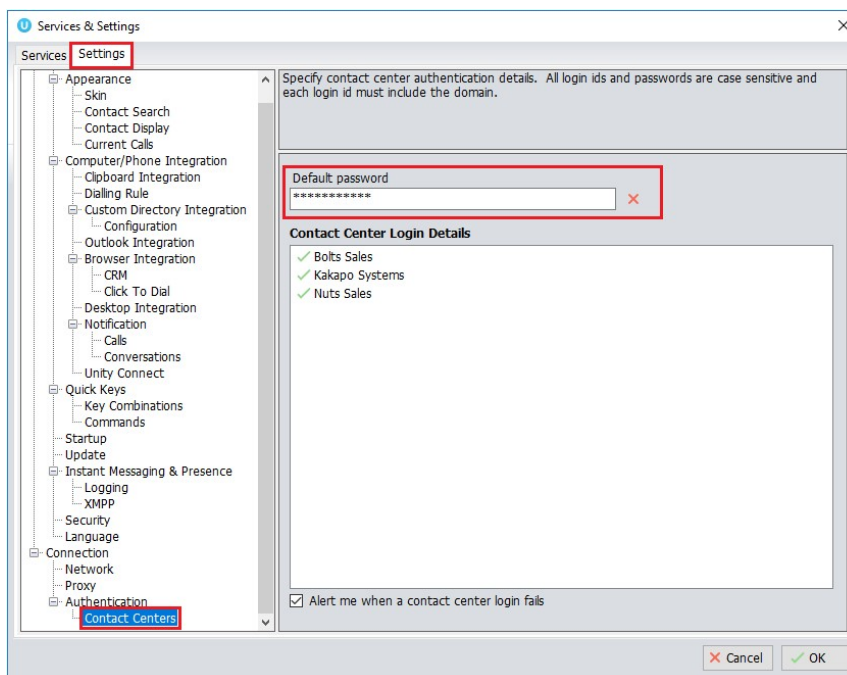 Services & Settings
Services
Settings
Appearance
Skin
Contact Search
Contact Display
Current Calls
Computer/Phone Integration
Clipboard Integration
Dialling Rule
Custom Directory Integration
Configuration
Outlook Integration
Browser Integration
CRM
Click To Dial
Desktop Integration
Notification
Calls
Conversations
Unity Connect
Quick Keys
Key Combinations
Commands
Startup
Update
Instant Messaging & Presence
Logging
XMPP
Security
Language
Connection
Network
Proxy
Authentication
Contact Centers
Specify contact center authentication details. All login ids and passwords are case sensitive and
each login id must include the domain.
Default password
***********
Contact Center Login Details
Bolts Sales
Kakapo Systems
Nuts Sales
Alert me when a contact center login fails
Cancel
OK